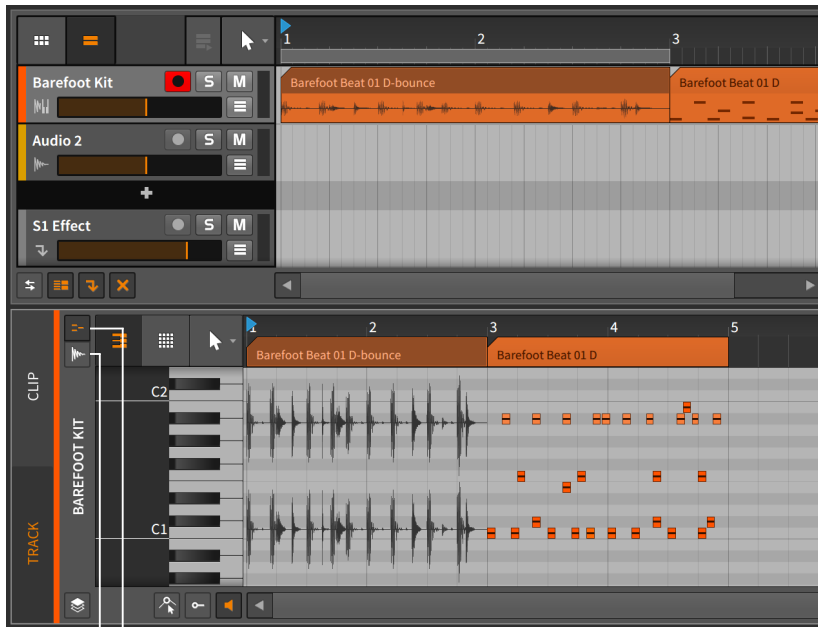 1 2 3
Barefoot Kit S M
Barefoot Beat 01 D-bounce Barefoot Beat 01 D
Audio 2 S M
S1 Effect S M
1 2 3 4 5
Barefoot Beat 01 D-bounce Barefoot Beat 01 D
CLIP
TRACK
BAREFOOT KIT
C2
C1